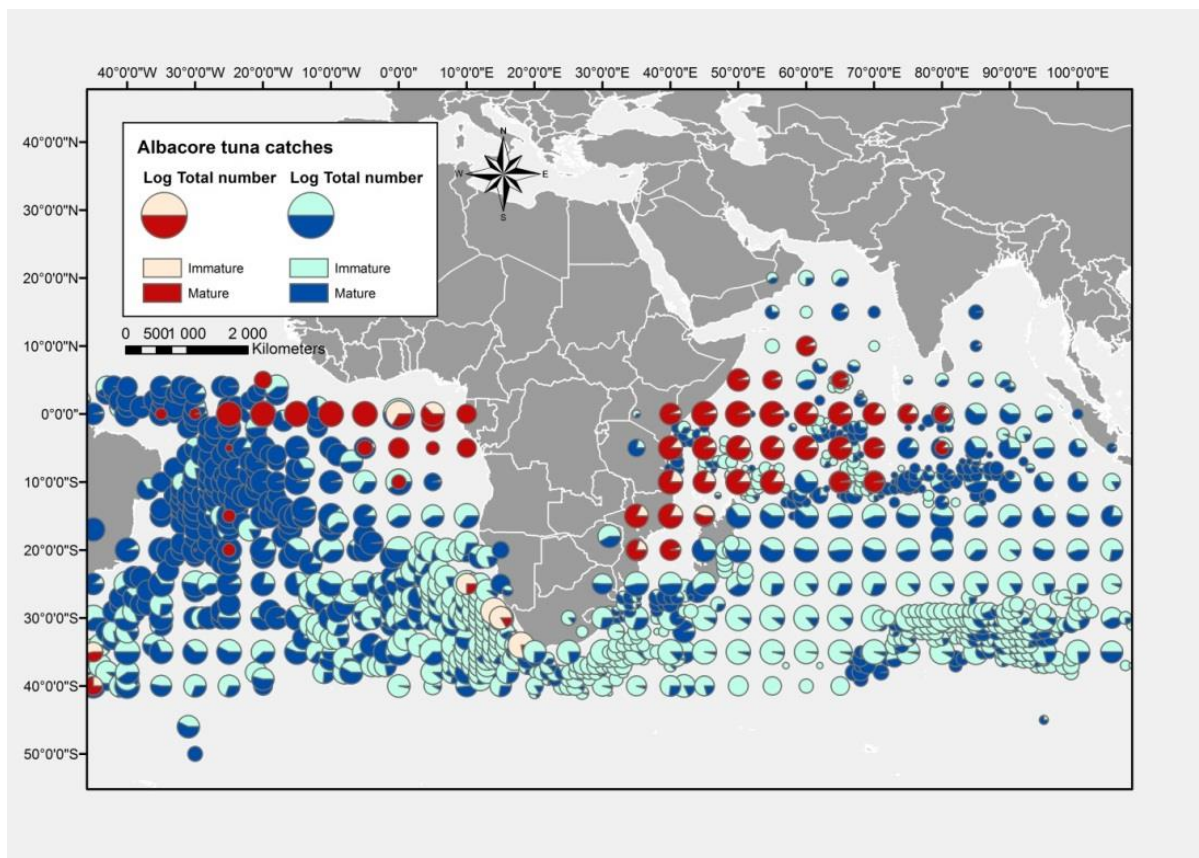 40°0'0"W 30°0'0"W 20°0'0"W 10°0'0"W 0°0'0" 10°0'0"E 20°0'0"E 30°0'0"E 40°0'0"E 50°0'0"E 60°0'0"E 70°0'0"E 80°0'0"E 90°0'0"E 100°0'0"E
40°0'0"N
30°0'0"N
20°0'0"N
10°0'0"N
0°0'0"
10°0'0"S
20°0'0"S
30°0'0"S
40°0'0"S
50°0'0"S
Albacore tuna catches
Log Total number Log Total number
Immature Immature
Mature Mature
0 5001 000 2 000
Kilometers
N
W E
S